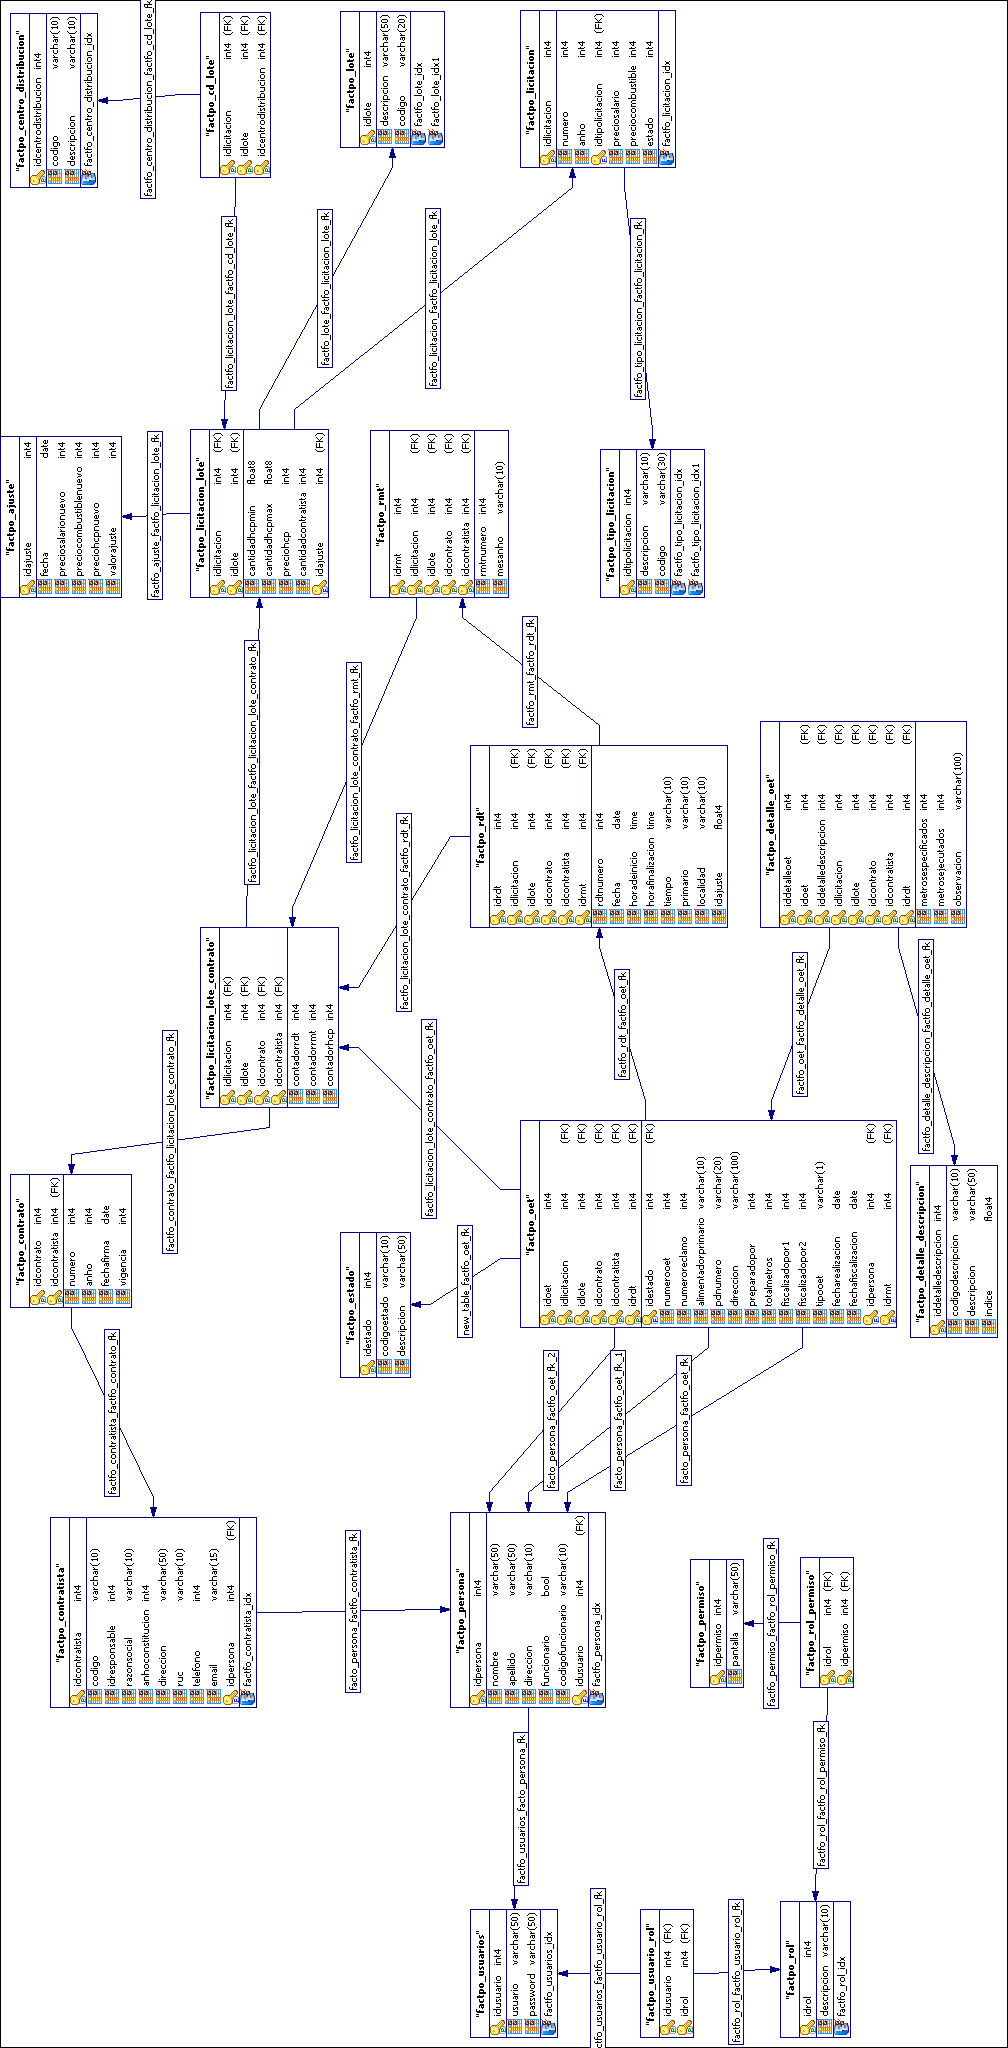 "factpo_centro_distribucion"
idcentrodistribucion int4
codigo varchar(10)
descripcion varchar(10)
factfo_centro_distribucion_idx
factfo_centro_distribucion_factfo_cd_lote_fk
"factpo_cd_lote"
idlicitacion int4 (FK)
idlote int4 (FK)
idcentrodistribucion int4 (FK)
"factpo_lote"
idlote int4
descripcion varchar(50)
codigo varchar(20)
factfo_lote_idx
factfo_lote_idx1
"factpo_licitacion"
idlicitacion int4
numero int4
anho int4
idtipolicitacion int4 (FK)
preciosalario int4
preciocombustible int4
estado int4
factfo_licitacion_idx
factfo_licitacion_lote_factfo_cd_lote_fk
factfo_lote_factfo_licitacion_lote_fk
factfo_licitacion_factfo_licitacion_lote_fk
factfo_tipo_licitacion_factfo_licitacion_fk
"factpo_ajuste"
idajuste int4
fecha date
preciosalarionuevo int4
preciocombustiblenuevo int4
preciohcpnuevo int4
valorajuste int4
factfo_ajuste_factfo_licitacion_lote_fk
"factpo_licitacion_lote"
idlicitacion int4 (FK)
idlote int4 (FK)
cantidadhcpmin float8
cantidadhcpmax float8
preciohcp int4
cantidadcontratista int4
idajuste int4 (FK)
"factpo_rmt"
idrmt int4
idlicitacion int4 (FK)
idlote int4 (FK)
idcontrato int4 (FK)
idcontratista int4 (FK)
rmtnumero int4
mesanho varchar(10)
"factpo_tipo_licitacion"
idtipolicitacion int4
descripcion varchar(10)
codigo varchar(30)
factfo_tipo_licitacion_idx
factfo_tipo_licitacion_idx1
factfo_licitacion_lote_factfo_licitacion_lote_contrato_fk
factfo_licitacion_lote_contrato_factfo_rmt_fk
factfo_rmt_factfo_rdt_fk
factfo_licitacion_lote_contrato_factfo_rdt_fk
"factpo_rdt"
idrdt int4
idlicitacion int4 (FK)
idlote int4 (FK)
idcontrato int4 (FK)
idcontratista int4 (FK)
idrmt int4 (FK)
rdtnumero int4
fecha date
horadeinicio time
horafinalizacion time
tiempo varchar(10)
primario varchar(10)
localidad varchar(10)
idajuste float4
"factpo_detalle_oet"
iddetalleoet int4
idoet int4 (FK)
iddetalledescripcion int4 (FK)
idlicitacion int4 (FK)
idlote int4 (FK)
idcontrato int4 (FK)
idcontratista int4 (FK)
idrdt int4 (FK)
metrosespecificados int4
metrosejecutados int4
observacion varchar(100)
"factpo_licitacion_lote_contrato"
idlicitacion int4 (FK)
idlote int4 (FK)
idcontrato int4 (FK)
idcontratista int4 (FK)
contadorrdt int4
contadorrmt int4
contadorhcp int4
factfo_contrato_factfo_licitacion_lote_contrato_fk
factfo_licitacion_lote_contrato_factfo_oet_fk
factfo_rdt_factfo_oet_fk
factfo_oet_factfo_detalle_oet_fk
factfo_detalle_descripcion_factfo_detalle_oet_fk
"factpo_contrato"
idcontrato int4
idcontratista int4 (FK)
numero int4
anho int4
fechafirma date
vigencia int4
"factpo_estado"
idestado int4
codigoestado varchar(10)
descripcion varchar(50)
new_table_factfo_oet_fk
"factpo_oet"
idoet int4
idlicitacion int4 (FK)
idlote int4 (FK)
idcontrato int4 (FK)
idcontratista int4 (FK)
idrdt int4 (FK)
idestado int4 (FK)
numerooet int4
numeroreclamo int4
alimentadorprimario varchar(10)
pdnumero varchar(20)
direccion varchar(100)
preparadorpor int4
totalmetros int4
fiscalizadopor1 int4
fiscalizadopor2 int4
tipooet varchar(1)
fecharealizacion date
fechafiscalizacion date
idpersona int4 (FK)
idrmt int4 (FK)
"factpo_detalle_descripcion"
iddetalledescripcion int4
codigodescripcion varchar(10)
descripcion varchar(50)
indice float4
factfo_contratista_factfo_contrato_fk
facto_persona_factfo_oet_fk_2
facto_persona_factfo_oet_fk_1
facto_persona_factfo_oet_fk
"factpo_contratista"
idcontratista int4
codigo varchar(10)
idresponsable int4
razonsocial varchar(10)
anhoconstitucion int4
direccion varchar(50)
ruc varchar(10)
telefono int4
email varchar(15)
idpersona int4 (FK)
factfo_contratista_idx
facto_persona_factfo_contratista_fk
"factpo_persona"
idpersona int4
nombre varchar(50)
apellido varchar(50)
direccion varchar(10)
funcionario bool
codigofuncionario varchar(10)
idusuario int4 (FK)
factfo_persona_idx
"factpo_permiso"
idpermiso int4
pantalla varchar(50)
factfo_permiso_factfo_rol_permiso_fk
"factpo_rol_permiso"
idrol int4 (FK)
idpermiso int4 (FK)
factfo_usuarios_facto_persona_fk
factfo_rol_factfo_rol_permiso_fk
"factpo_usuarios"
idusuario int4
usuario varchar(50)
password varchar(50)
factfo_usuarios_idx
ctfo_usuarios_factfo_usuario_rol_fk
"factpo_usuario_rol"
idusuario int4 (FK)
idrol int4 (FK)
factfo_rol_factfo_usuario_rol_fk
"factpo_rol"
idrol int4
descripcion varchar(10)
factfo_rol_idx